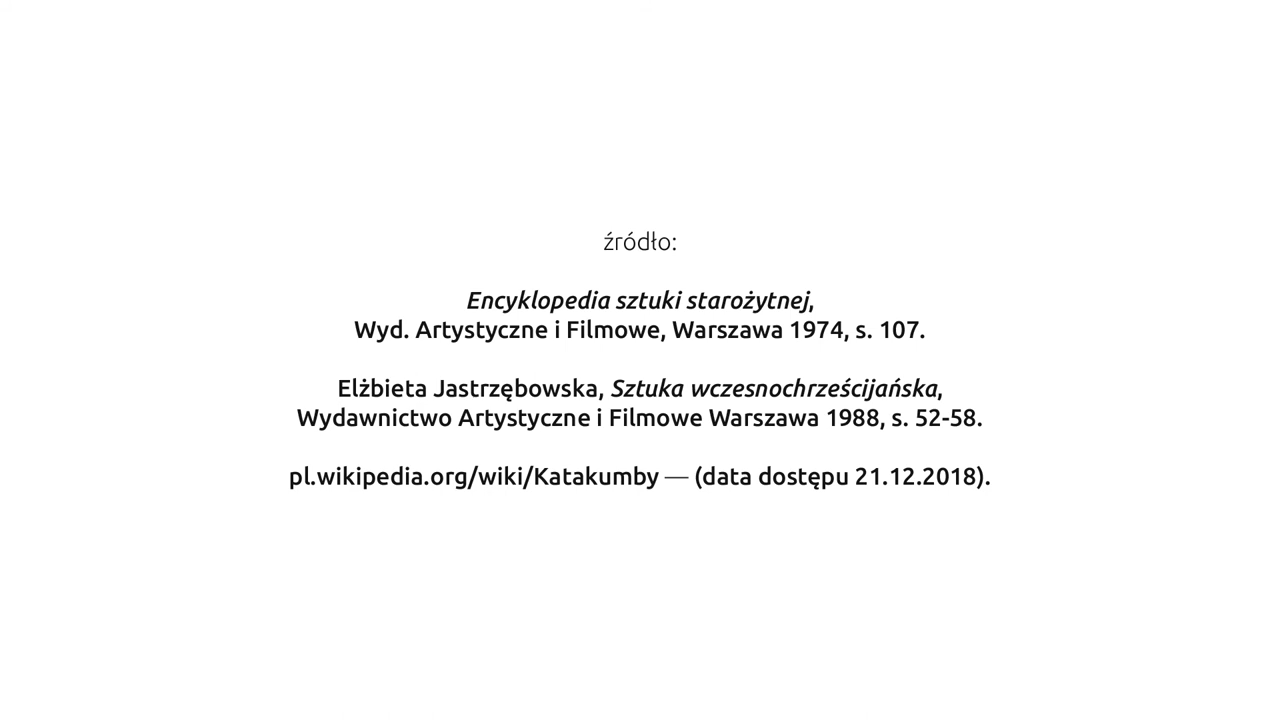 źródło:
Encyklopedia sztuki starożytnej,
Wyd. Artystyczne i Filmowe, Warszawa 1974, s. 107.
Elżbieta Jastrzębowska, Sztuka wczesnochrześcijańska,
Wydawnictwo Artystyczne i Filmowe Warszawa 1988, s. 52-58.
pl.wikipedia.org/wiki/Katakumby — (data dostępu 21.12.2018).